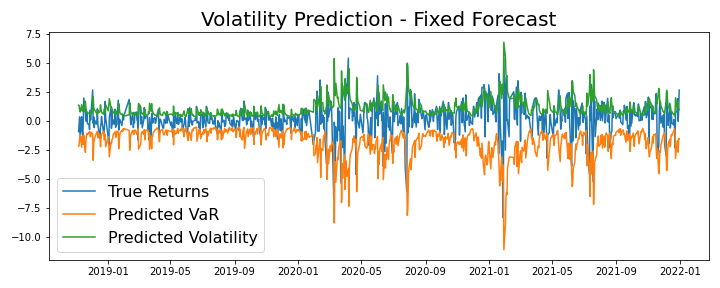 Volatility Prediction - Fixed Forecast
7.5
5.0
2.5
0.0
−2.5
−5.0
−7.5
−10.0
True Returns
Predicted VaR
Predicted Volatility
2019-01 2019-05 2019-09 2020-01 2020-05 2020-09 2021-01 2021-05 2021-09 2022-01